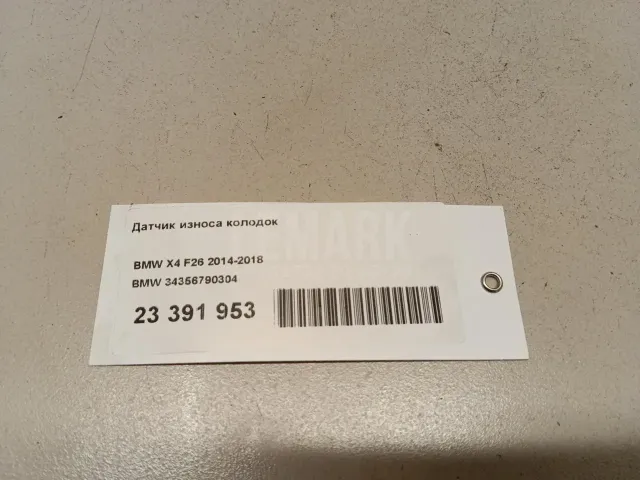 Датчик износа колодок
BMW X4 F26 2014-2018
BMW 34356790304
23 391 953